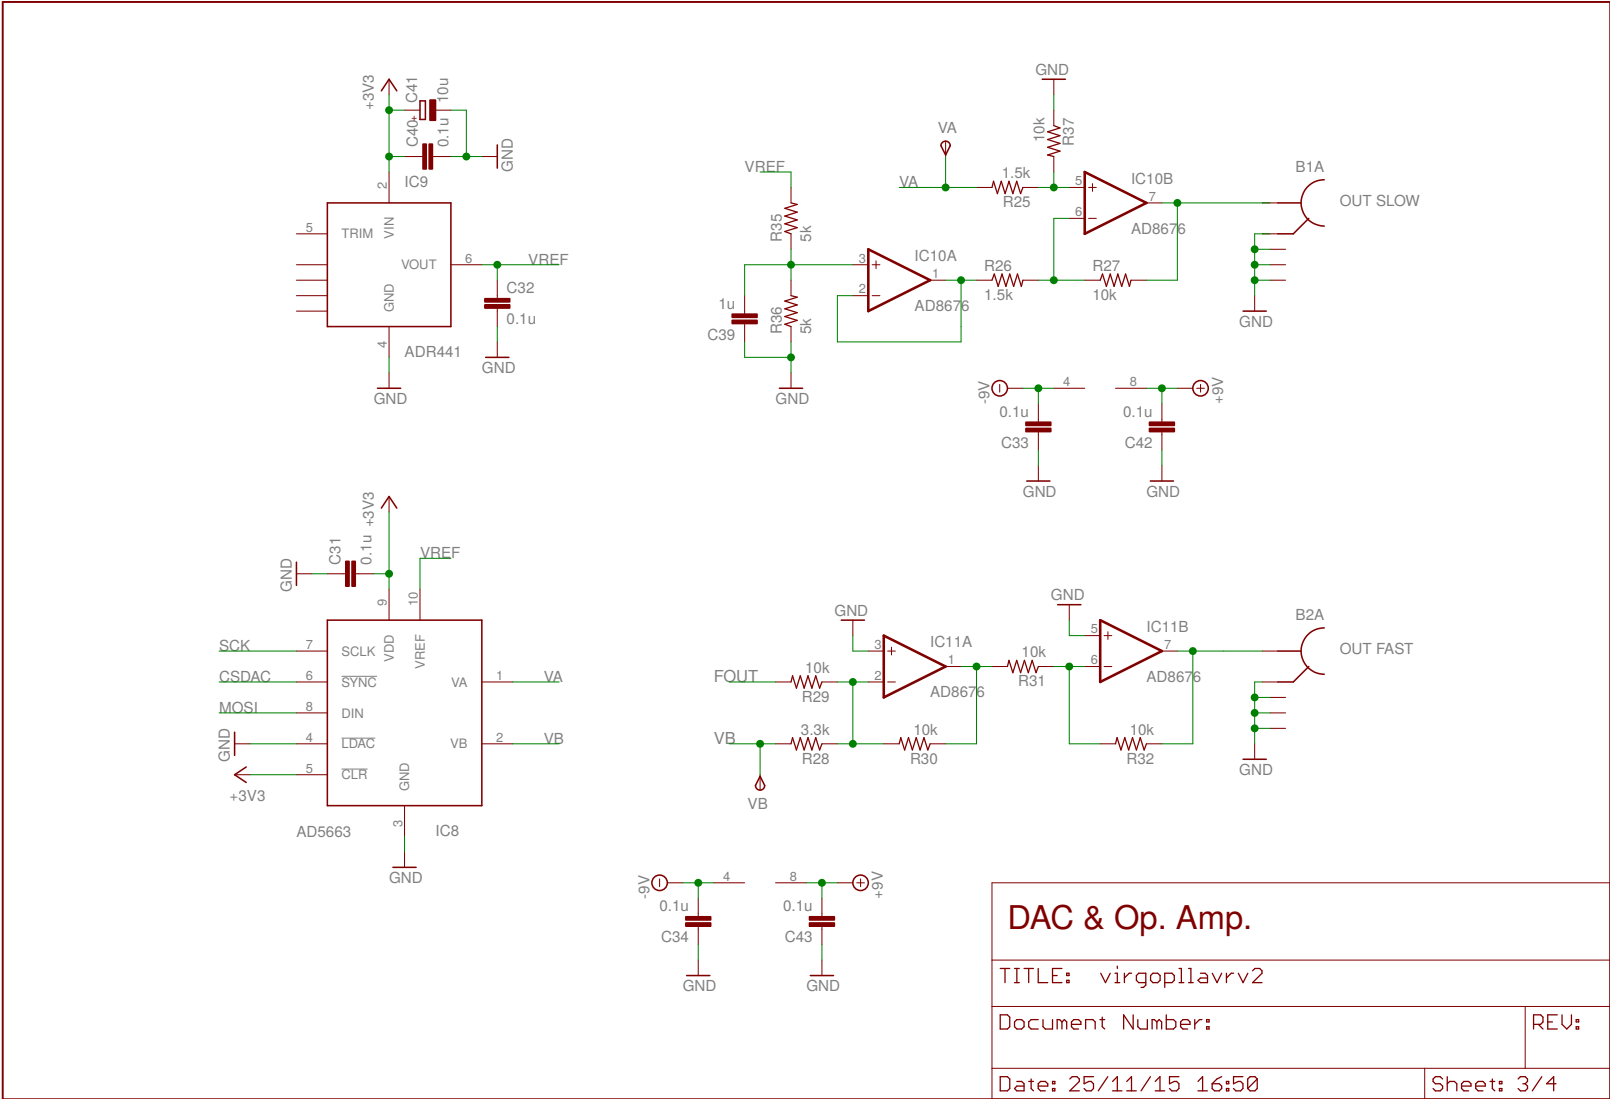 +3V3
C41
10u
C40
0.1u
GND
2
IC9
VIN
5
TRIM
VOUT
6
VREF
GND
C32
0.1u
4
ADR441
GND
GND
VREF
R35
5k
1u
C39
R36
5k
GND
3
2
1
IC10A
AD8676
VA
VA
1.5k
R25
GND
10k
R37
5
6
7
IC10B
AD8676
R26
1.5k
R27
10k
B1A
OUT SLOW
GND
-9V
4
8
+9V
0.1u
C33
0.1u
C42
GND
GND
+3V3
C31
0.1u
GND
VREF
9
10
VDD
VREF
SCK
7
SCLK
CSDAC
6
SYNC
MOSI
8
DIN
GND
4
LDAC
+3V3
5
CLR
VA
1
VA
VB
2
VB
GND
3
AD5663
IC8
GND
FOUT
10k
R29
VB
3.3k
R28
VB
GND
3
2
1
IC11A
AD8676
10k
R30
10k
R31
GND
5
6
7
IC11B
AD8676
10k
R32
B2A
OUT FAST
GND
-9V
4
8
+9V
0.1u
C34
0.1u
C43
GND
GND
DAC & Op. Amp.
TITLE: virgopllavrv2
Document Number:
REV:
Date: 25/11/15 16:50
Sheet: 3/4